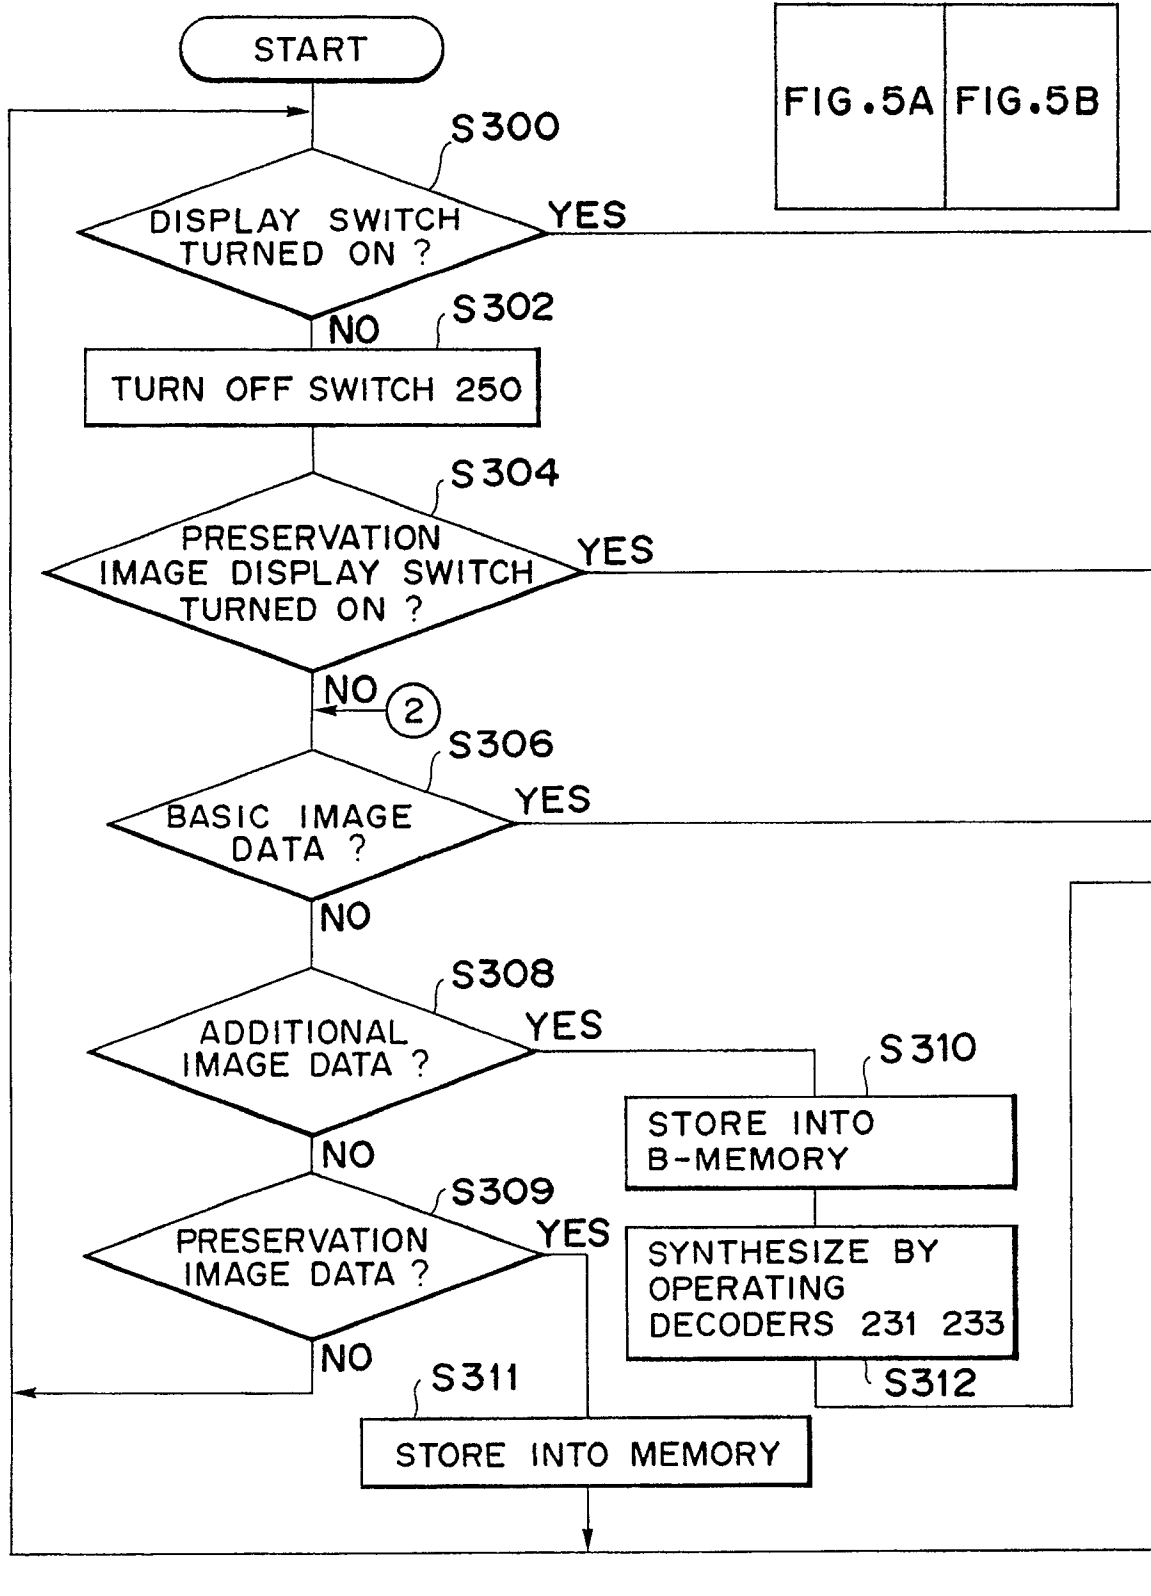 START
FIG.5A
FIG.5B
S300
DISPLAY SWITCH
TURNED ON ?
YES
NO
S302
TURN OFF SWITCH 250
S304
PRESERVATION
IMAGE DISPLAY SWITCH
TURNED ON ?
YES
NO
2
S306
BASIC IMAGE
DATA ?
YES
NO
S308
ADDITIONAL
IMAGE DATA ?
YES
NO
S310
STORE INTO
B-MEMORY
S309
PRESERVATION
IMAGE DATA ?
YES
NO
SYNTHESIZE BY
OPERATING
DECODERS 231 233
S312
S311
STORE INTO MEMORY